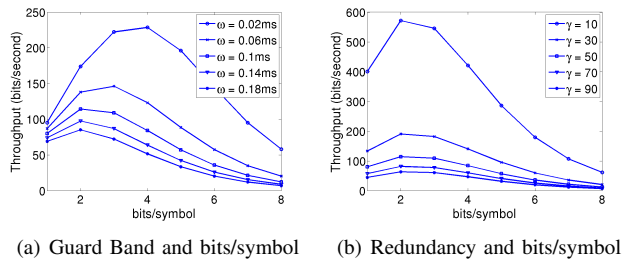 250
200
150
100
50
0
2
4
6
8
Throughput (bits/second)
bits/symbol
ω = 0.02ms
ω = 0.06ms
ω = 0.1ms
ω = 0.14ms
ω = 0.18ms
(a) Guard Band and bits/symbol
600
500
400
300
200
100
0
2
4
6
8
Throughput (bits/second)
bits/symbol
γ = 10
γ = 30
γ = 50
γ = 70
γ = 90
(b) Redundancy and bits/symbol